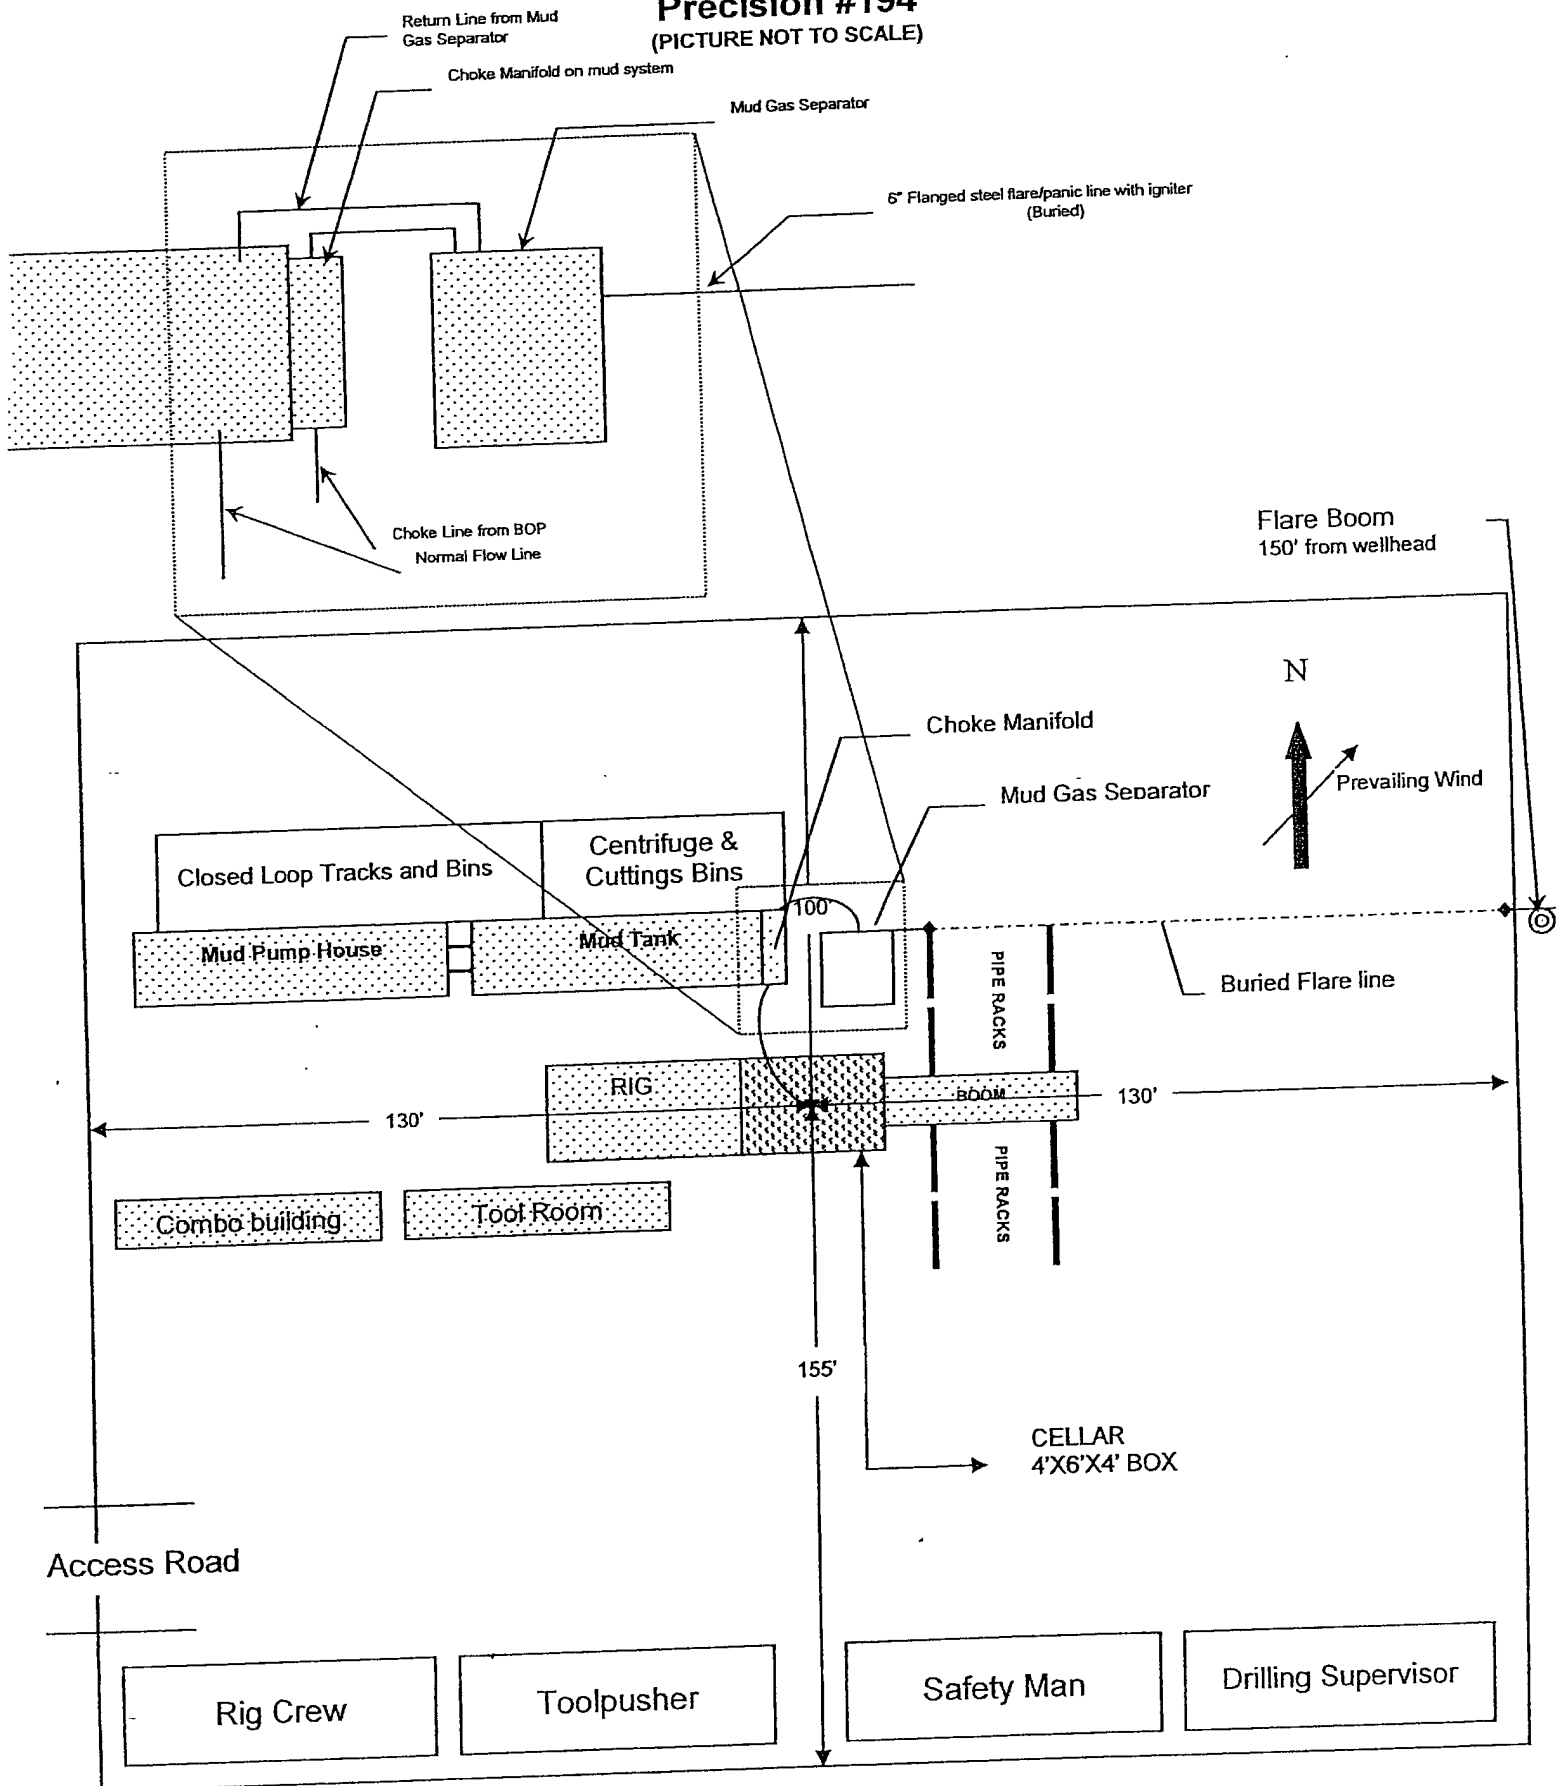 Precision #194
(PICTURE NOT TO SCALE)
Return Line from Mud
Gas Separator
Choke Manifold on mud system
Mud Gas Separator
6" Flanged steel flare/panic line with igniter
(Buried)
Choke Line from BOP
Normal Flow Line
Flare Boom
150' from wellhead
N
Prevailing Wind
Choke Manifold
Mud Gas Separator
Closed Loop Tracks and Bins
Centrifuge &
Cuttings Bins
100'
Mud Pump House
Mud Tank
PIPE RACKS
Buried Flare line
RIG
BOOM
130'
130'
Combo building
Tool Room
PIPE RACKS
155'
CELLAR
4'X6'X4' BOX
Access Road
Rig Crew
Toolpusher
Safety Man
Drilling Supervisor